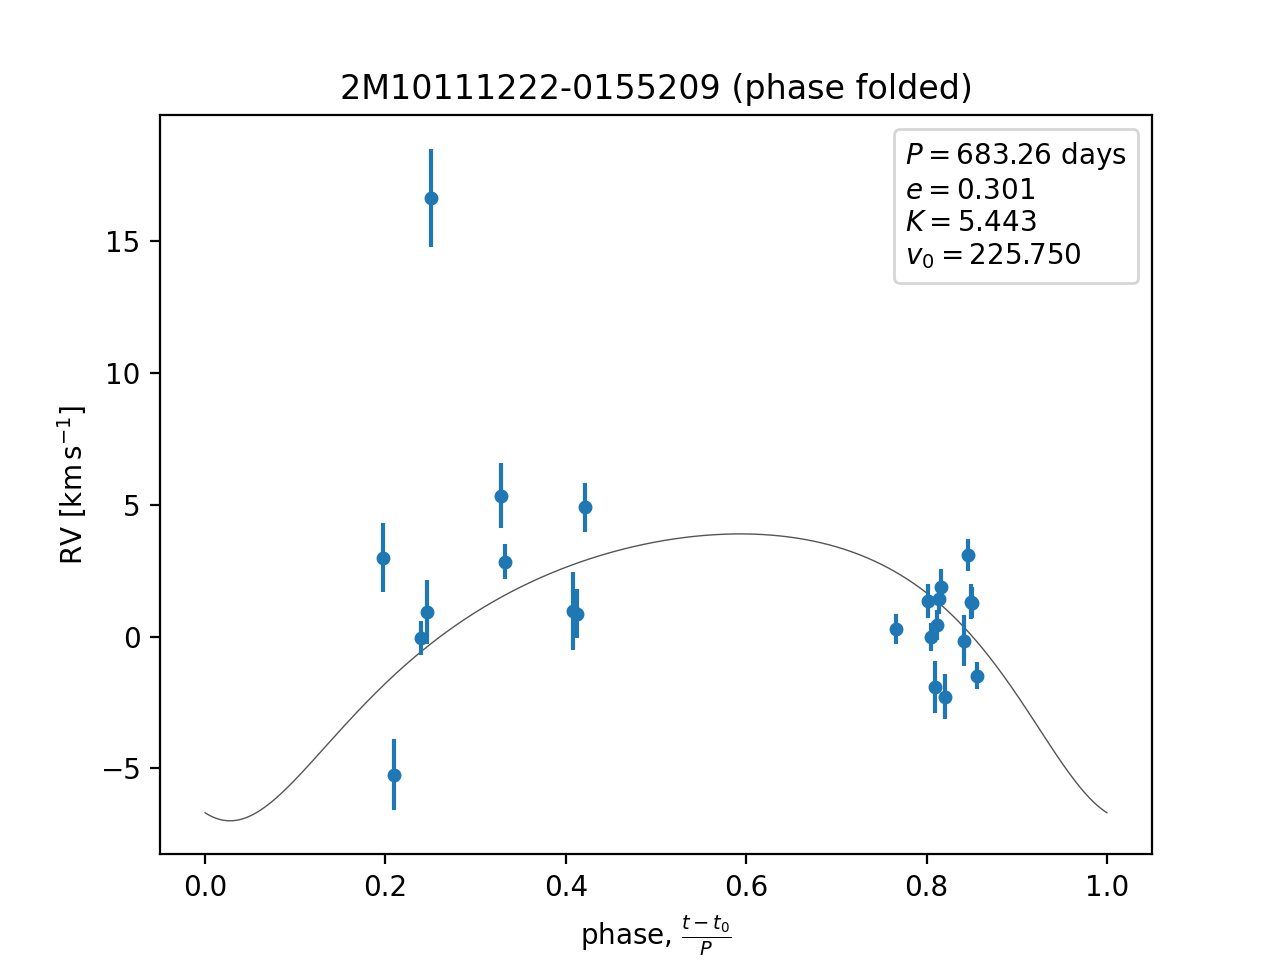 2M10111222-0155209 (phase folded)
P = 683.26 days
e = 0.301
K = 5.443
v₀ = 225.750
15
10
5
0
−5
RV [km s⁻¹]
0.0 0.2 0.4 0.6 0.8 1.0
phase, (t − t₀)/P